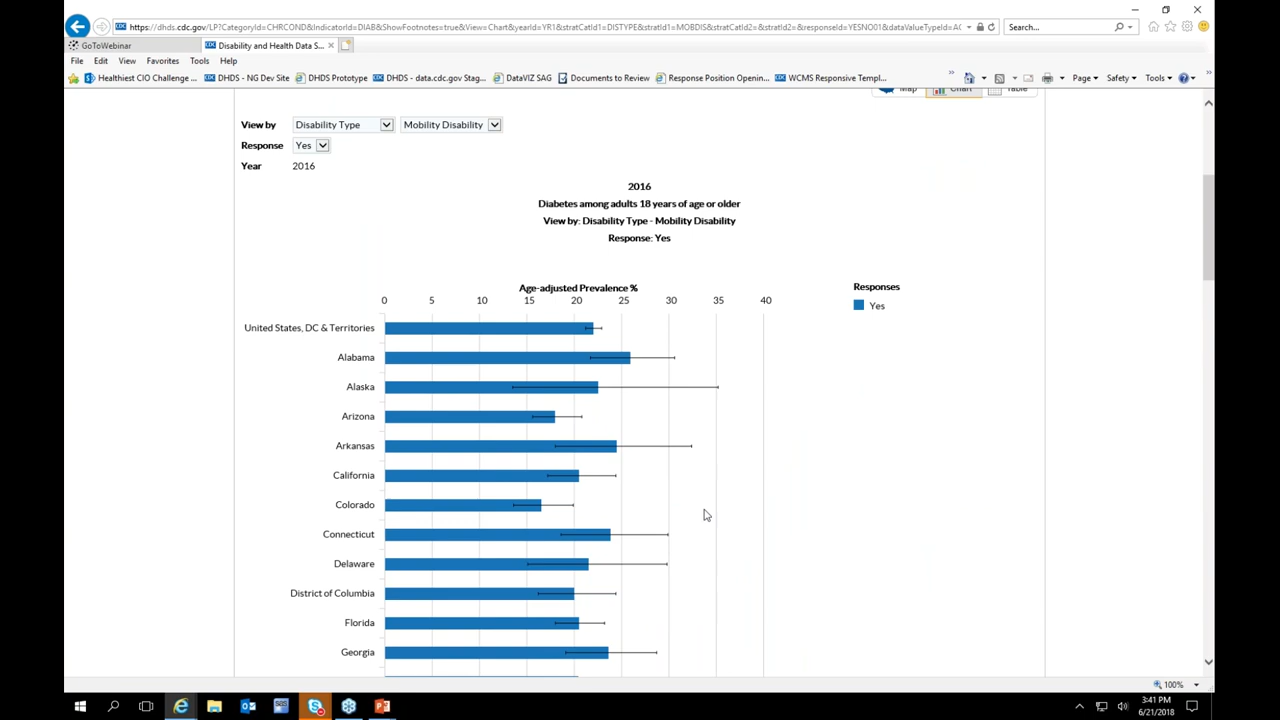 https://dhds.cdc.gov/LP?CategoryId=CHRCOND&IndicatorId=DIAB&ShowFootnotes=true&View=Chart&yearId=YR1&stratCatId1=DISTYPE&stratId1=MOBDIS&stratCatId2=&stratId2=&responseId=YESNO01&dataValueTypeId=AC
Search...
GoToWebinar
Disability and Health Data S...
File Edit View Favorites Tools Help
Healthiest CIO Challenge ... DHDS - NG Dev Site DHDS Prototype DHDS - data.cdc.gov Stag... DataVIZ SAG Documents to Review Response Position Openin... WCMS Responsive Templ... » Page Safety Tools »
Map Chart Table
View by Disability Type Mobility Disability
Response Yes
Year 2016
2016
Diabetes among adults 18 years of age or older
View by: Disability Type - Mobility Disability
Response: Yes
Age-adjusted Prevalence %
Responses
0 5 10 15 20 25 30 35 40
Yes
United States, DC & Territories
Alabama
Alaska
Arizona
Arkansas
California
Colorado
Connecticut
Delaware
District of Columbia
Florida
Georgia
100%
3:41 PM
6/21/2018